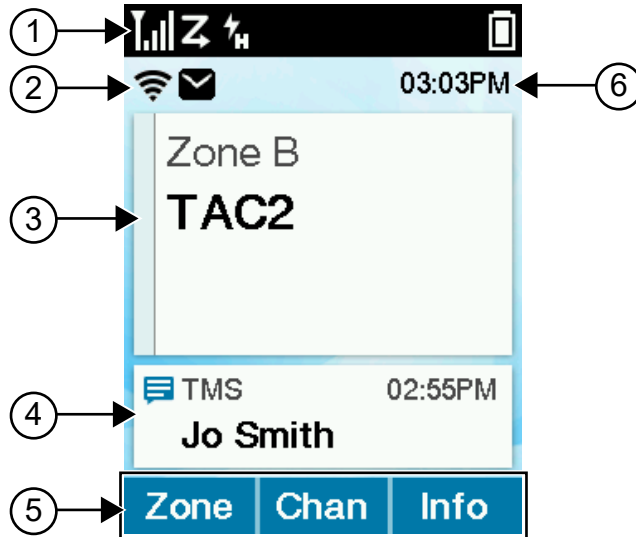 1
H
2
03:03PM
6
Zone B
3
TAC2
TMS 02:55PM
4
Jo Smith
5
Zone Chan Info